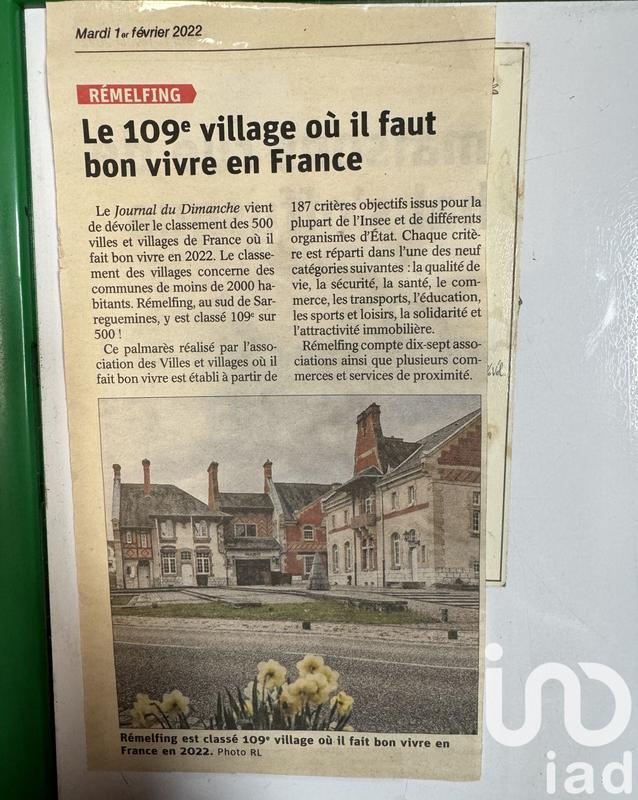 Mardi 1er février 2022
RÉMELFING
Le 109e village où il faut
bon vivre en France
Le Journal du Dimanche vient
de dévoiler le classement des 500
villes et villages de France où il
fait bon vivre en 2022. Le classe-
ment des villages concerne des
communes de moins de 2000 ha-
bitants. Rémelfing, au sud de Sar-
reguemines, y est classé 109e sur
500 !
Ce palmarès réalisé par l'asso-
ciation des Villes et villages où il
fait bon vivre est établi à partir de
187 critères objectifs issus pour la
plupart de l'Insee et de différents
organismes d'État. Chaque critè-
re est réparti dans l'une des neuf
catégories suivantes : la qualité de
vie, la sécurité, la santé, le com-
merce, les transports, l'éducation,
les sports et loisirs, la solidarité et
l'attractivité immobilière.
Rémelfing compte dix-sept asso-
ciations ainsi que plusieurs com-
merces et services de proximité.
Rémelfing est classé 109e village où il fait bon vivre en
France en 2022. Photo RL
iad